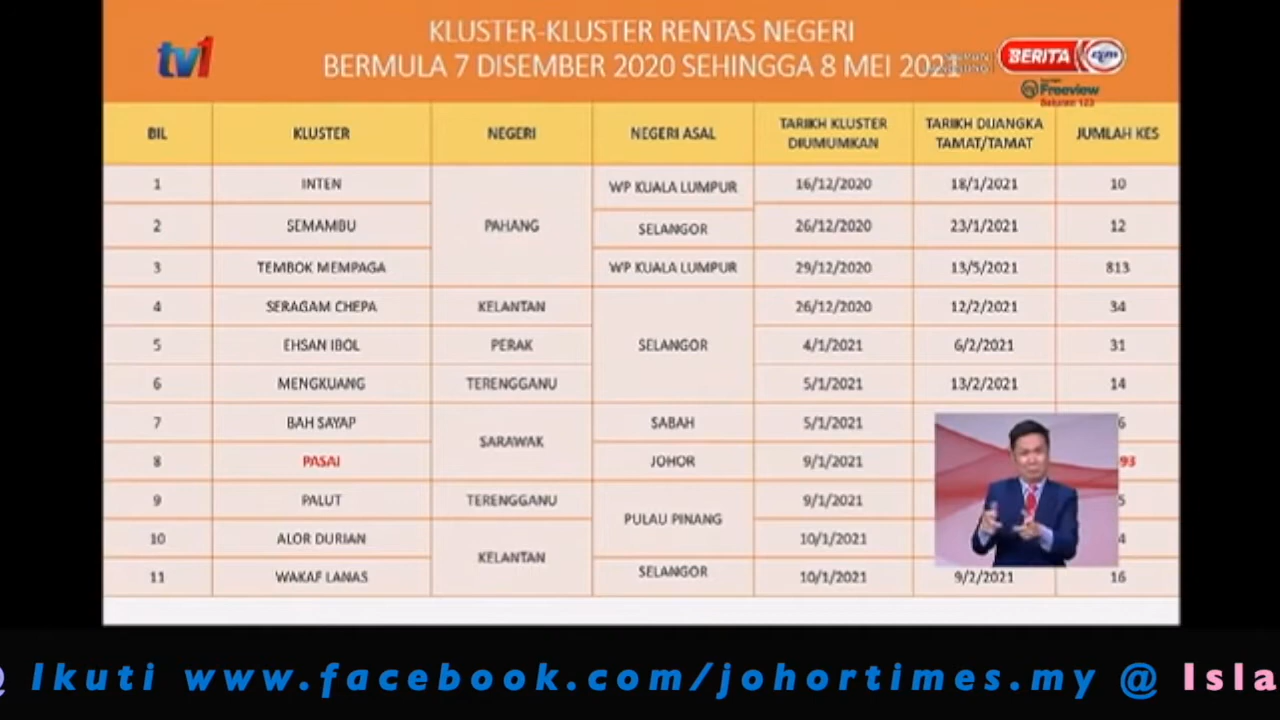 KLUSTER-KLUSTER RENTAS NEGERI
BERMULA 7 DISEMBER 2020 SEHINGGA 8 MEI 2021
tv1
BERITA
Freeview
Saluran 123
BIL KLUSTER NEGERI NEGERI ASAL TARIKH KLUSTER DIUMUMKAN TARIKH DIJANGKA TAMAT/TAMAT JUMLAH KES
1 INTEN PAHANG WP KUALA LUMPUR 16/12/2020 18/1/2021 10
2 SEMAMBU SELANGOR 26/12/2020 23/1/2021 12
3 TEMBOK MEMPAGA WP KUALA LUMPUR 29/12/2020 13/5/2021 813
4 SERAGAM CHEPA KELANTAN SELANGOR 26/12/2020 12/2/2021 34
5 EHSAN IBOL PERAK 4/1/2021 6/2/2021 31
6 MENGKUANG TERENGGANU 5/1/2021 13/2/2021 14
7 BAH SAYAP SARAWAK SABAH 5/1/2021 6
8 PASAI JOHOR 9/1/2021 93
9 PALUT TERENGGANU PULAU PINANG 9/1/2021 5
10 ALOR DURIAN KELANTAN 10/1/2021 4
11 WAKAF LANAS SELANGOR 10/1/2021 9/2/2021 16
@ Ikuti www.facebook.com/johortimes.my @ Isla